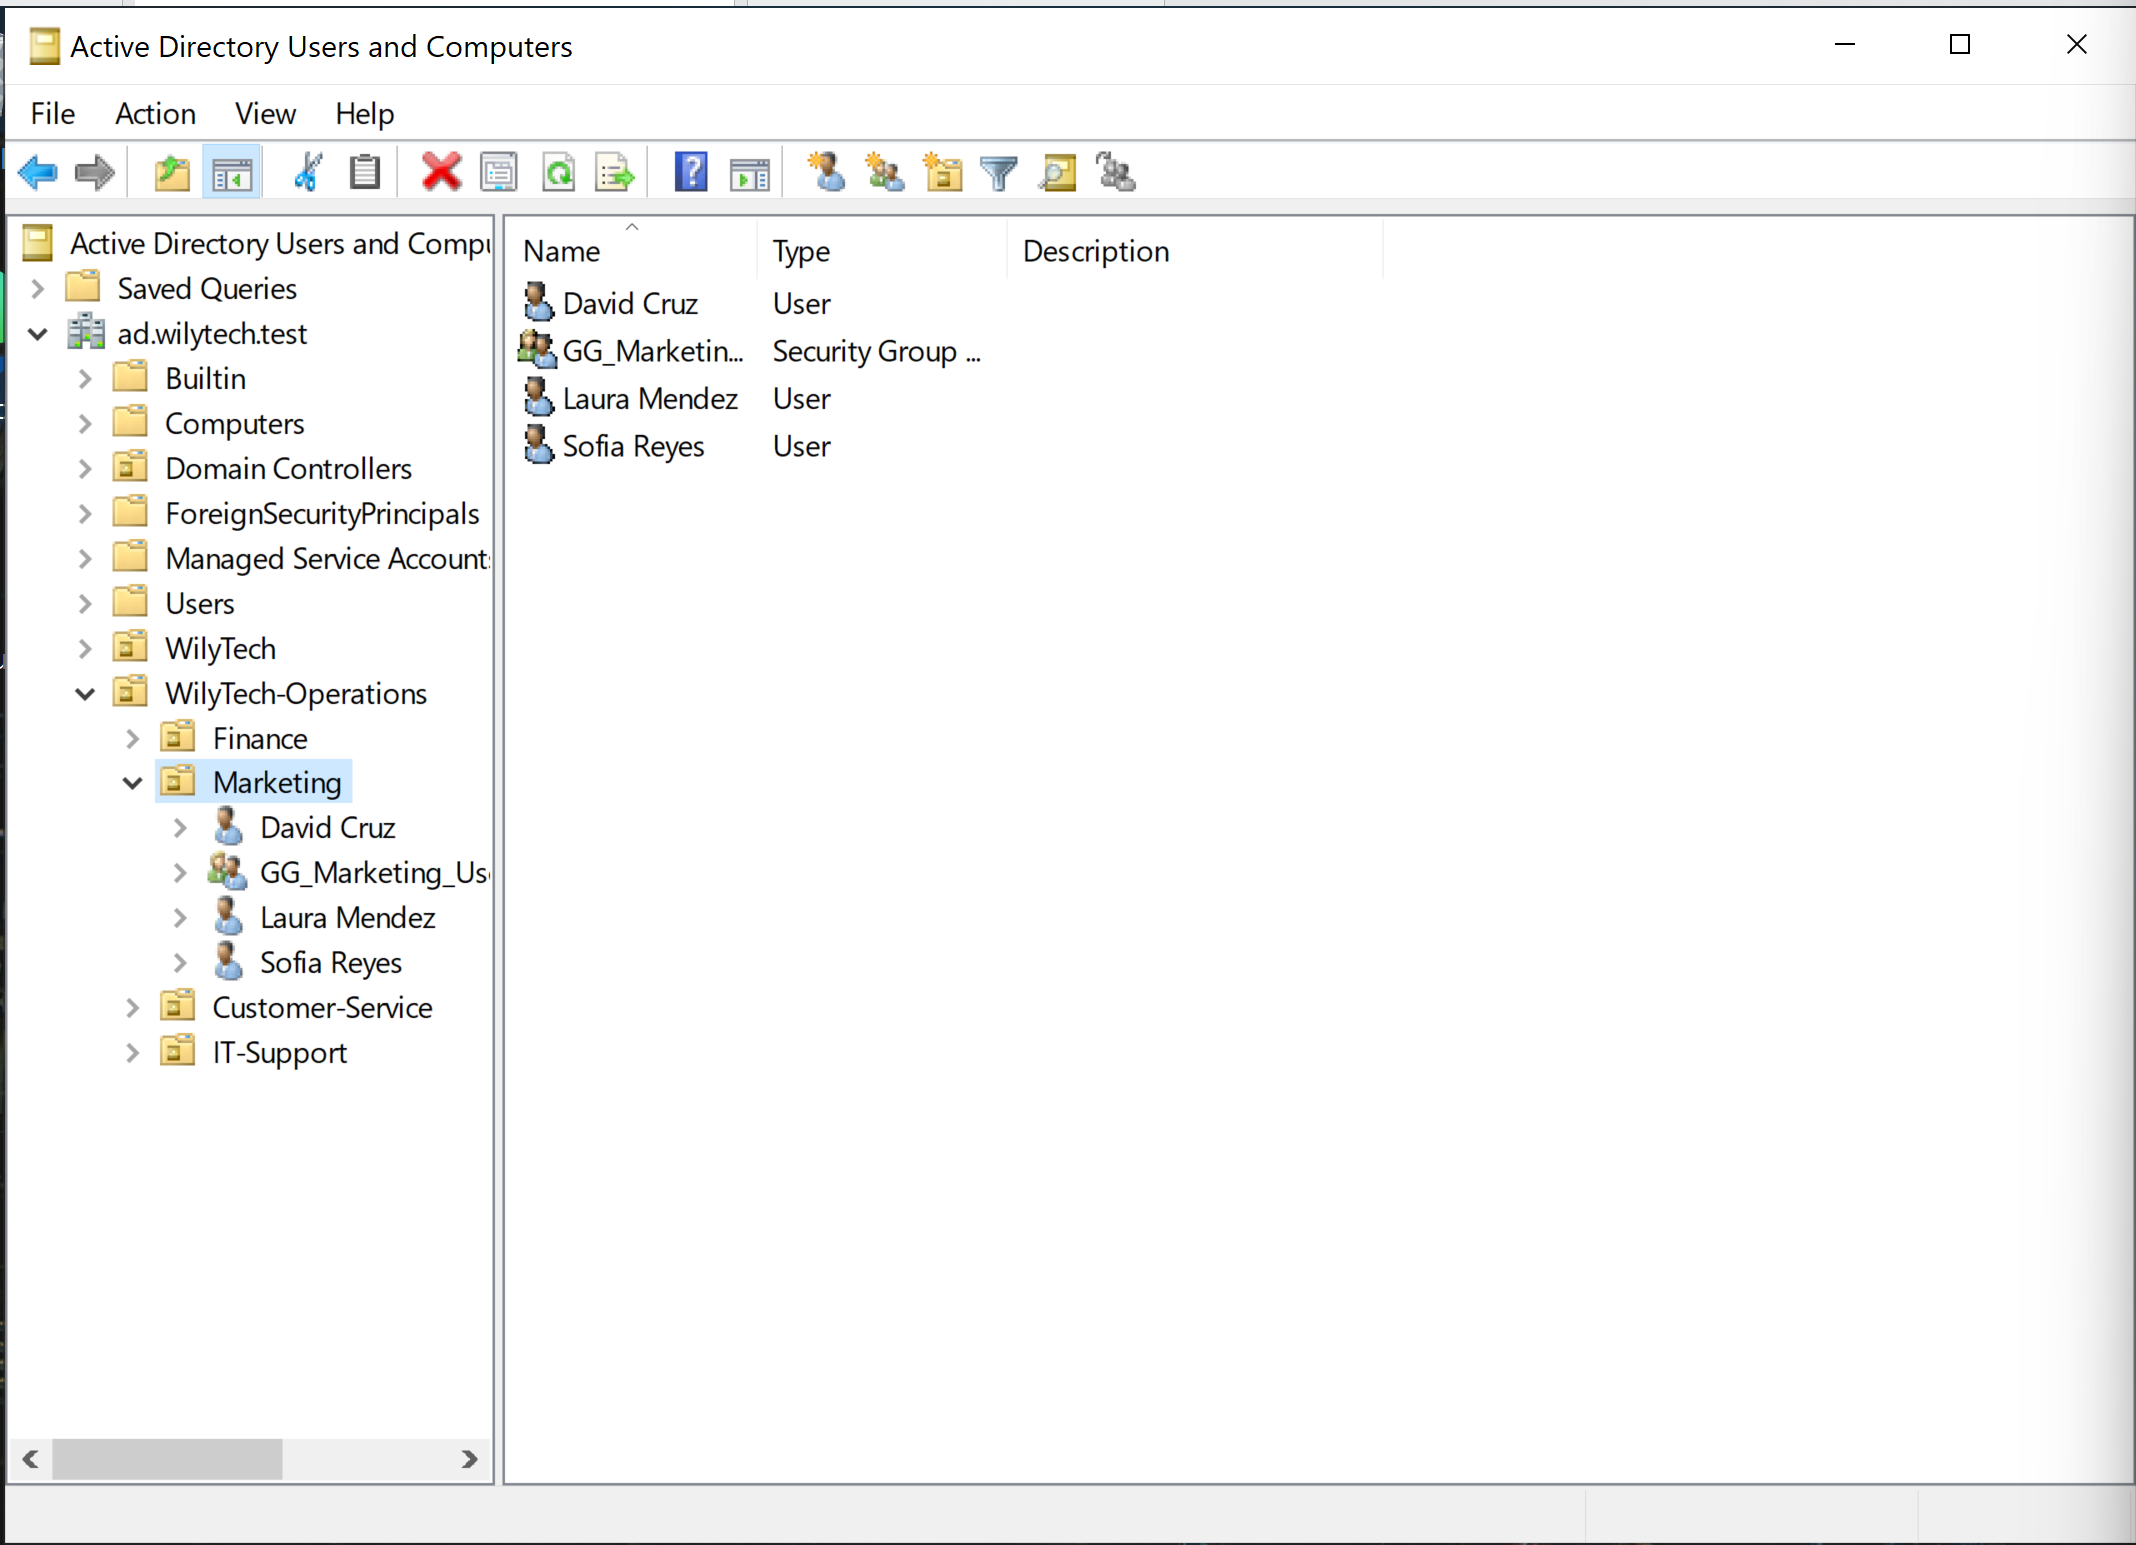 Active Directory Users and Computers
File Action View Help
Active Directory Users and Compu
Saved Queries
ad.wilytech.test
Builtin
Computers
Domain Controllers
ForeignSecurityPrincipals
Managed Service Accounts
Users
WilyTech
WilyTech-Operations
Finance
Marketing
David Cruz
GG_Marketing_Use
Laura Mendez
Sofia Reyes
Customer-Service
IT-Support
Name Type Description
David Cruz User
GG_Marketin... Security Group ...
Laura Mendez User
Sofia Reyes User